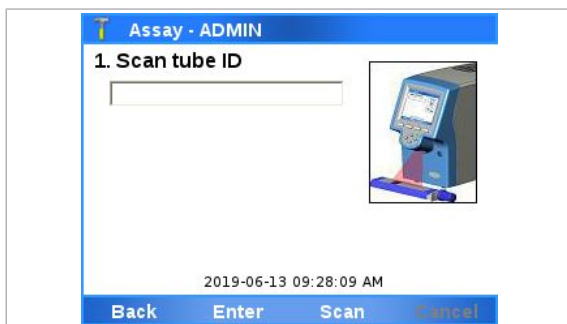 Assay - ADMIN
1. Scan tube ID
2019-06-13 09:28:09 AM
Back Enter Scan Cancel